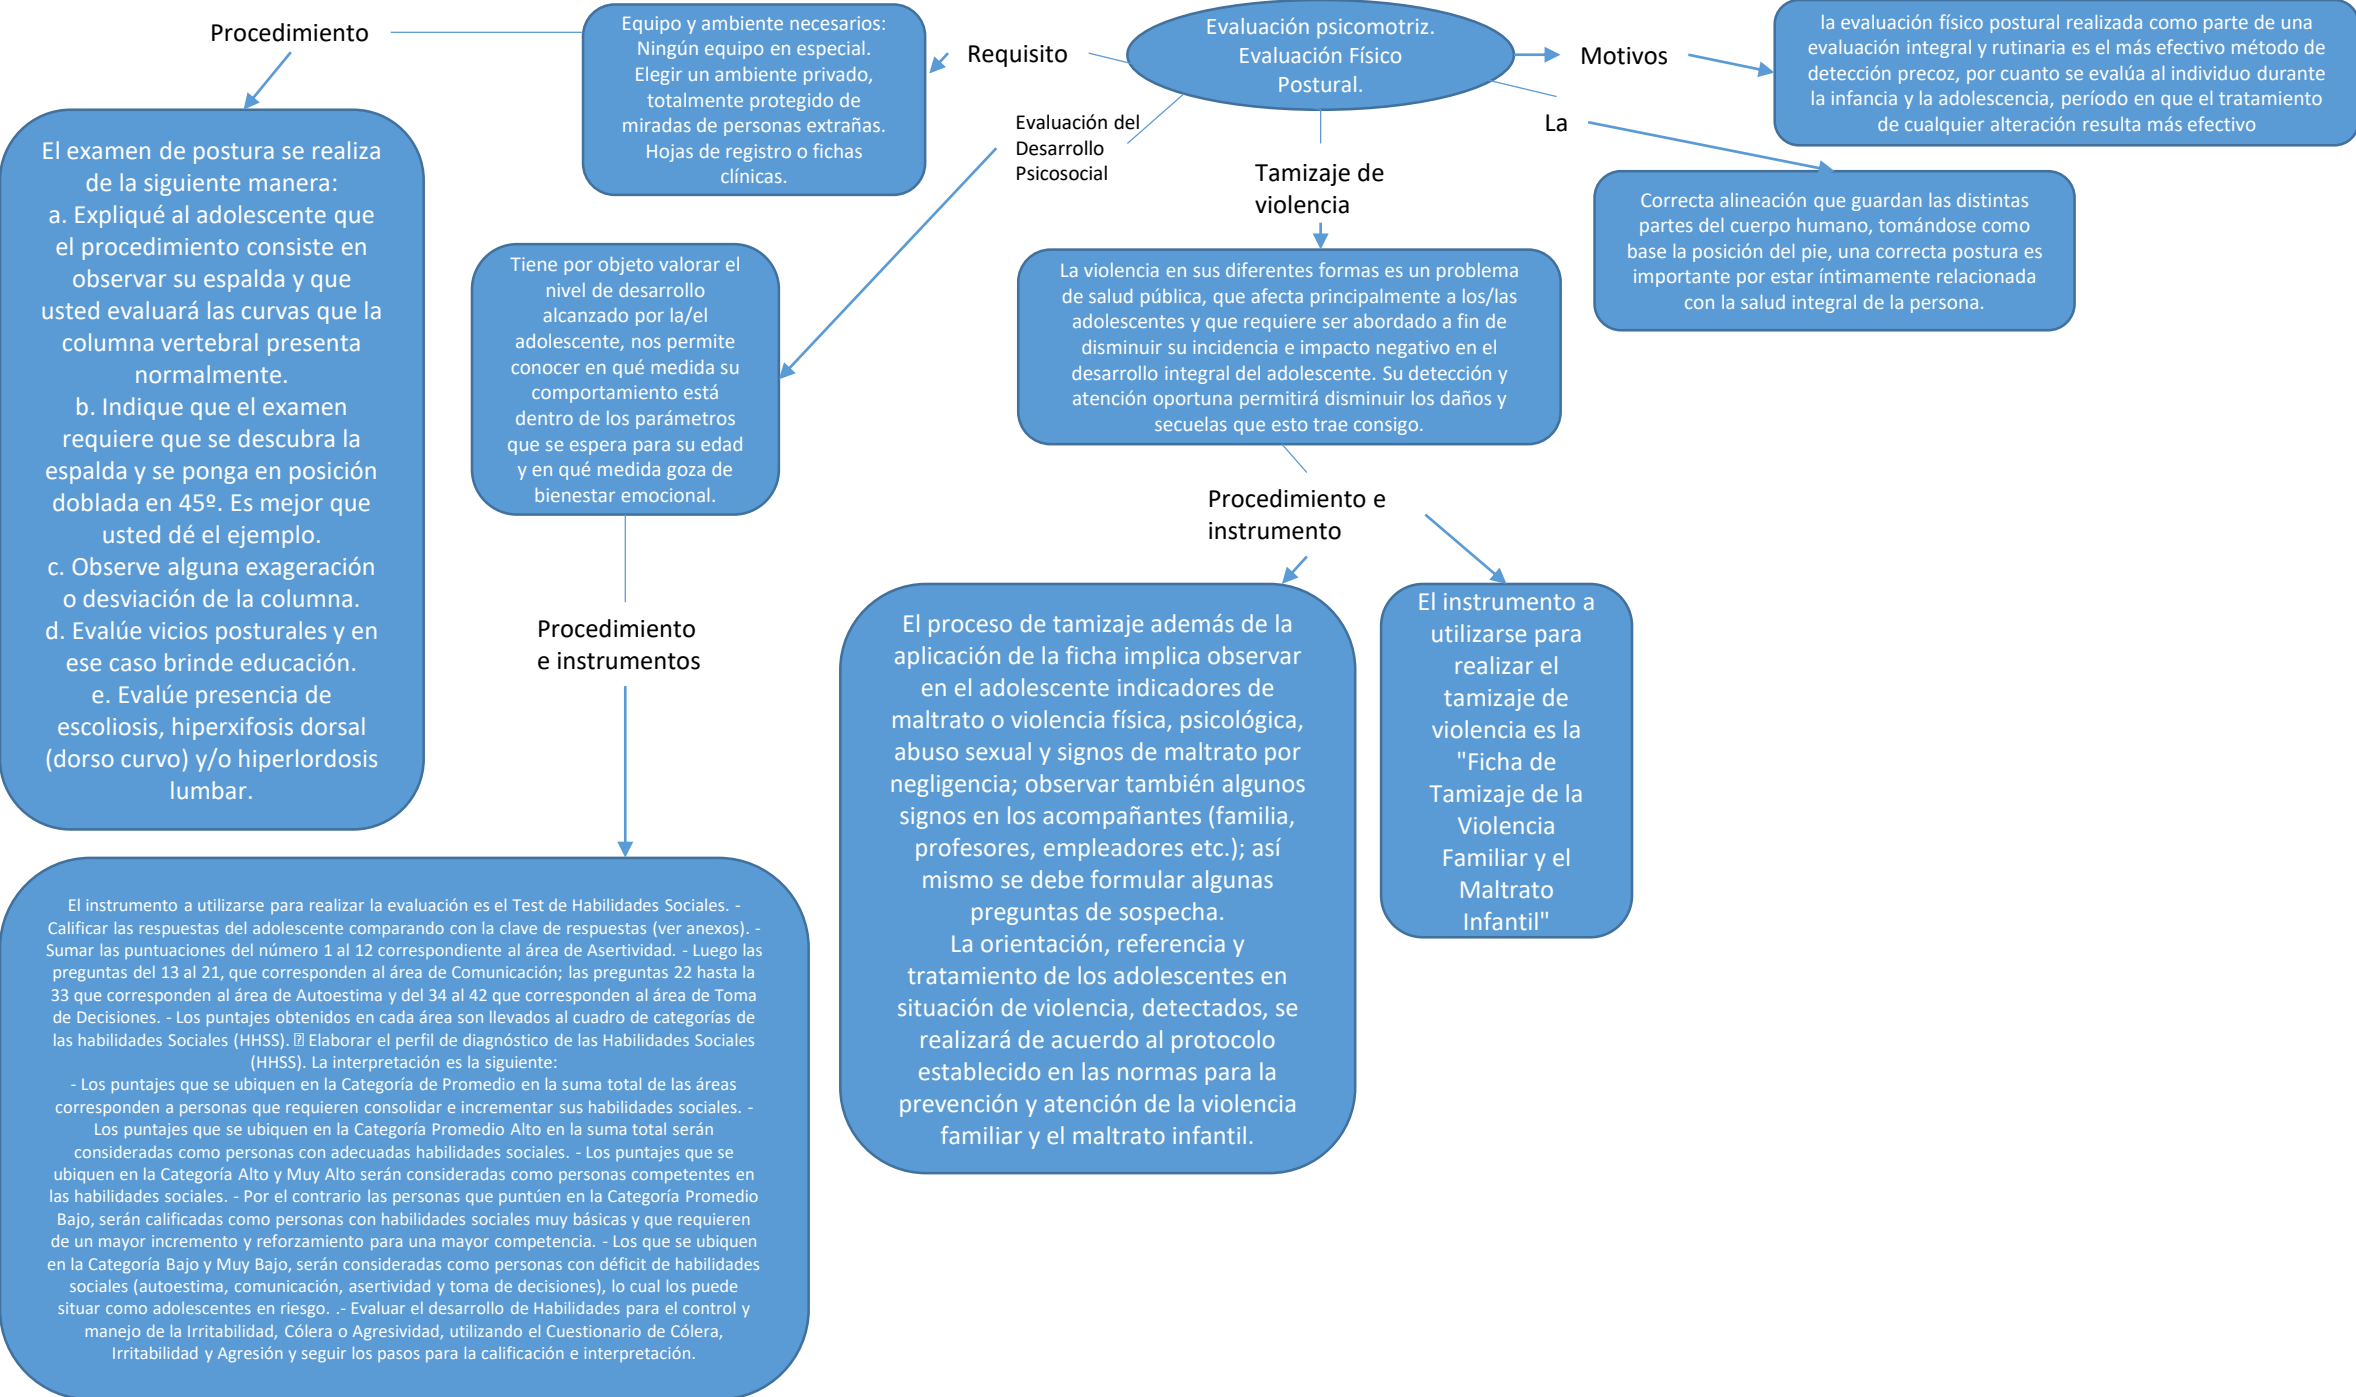 Evaluación psicomotriz.
Evaluación Físico
Postural.
Motivos
la evaluación físico postural realizada como parte de una
evaluación integral y rutinaria es el más efectivo método de
detección precoz, por cuanto se evalúa al individuo durante
la infancia y la adolescencia, período en que el tratamiento
de cualquier alteración resulta más efectivo
La
Correcta alineación que guardan las distintas
partes del cuerpo humano, tomándose como
base la posición del pie, una correcta postura es
importante por estar íntimamente relacionada
con la salud integral de la persona.
Requisito
Equipo y ambiente necesarios:
Ningún equipo en especial.
Elegir un ambiente privado,
totalmente protegido de
miradas de personas extrañas.
Hojas de registro o fichas
clínicas.
Procedimiento
El examen de postura se realiza
de la siguiente manera:
a. Expliqué al adolescente que
el procedimiento consiste en
observar su espalda y que
usted evaluará las curvas que la
columna vertebral presenta
normalmente.
b. Indique que el examen
requiere que se descubra la
espalda y se ponga en posición
doblada en 45º. Es mejor que
usted dé el ejemplo.
c. Observe alguna exageración
o desviación de la columna.
d. Evalúe vicios posturales y en
ese caso brinde educación.
e. Evalúe presencia de
escoliosis, hiperxifosis dorsal
(dorso curvo) y/o hiperlordosis
lumbar.
Evaluación del
Desarrollo
Psicosocial
Tiene por objeto valorar el
nivel de desarrollo
alcanzado por la/el
adolescente, nos permite
conocer en qué medida su
comportamiento está
dentro de los parámetros
que se espera para su edad
y en qué medida goza de
bienestar emocional.
Procedimiento
e instrumentos
El instrumento a utilizarse para realizar la evaluación es el Test de Habilidades Sociales. -
Calificar las respuestas del adolescente comparando con la clave de respuestas (ver anexos). -
Sumar las puntuaciones del número 1 al 12 correspondiente al área de Asertividad. - Luego las
preguntas del 13 al 21, que corresponden al área de Comunicación; las preguntas 22 hasta la
33 que corresponden al área de Autoestima y del 34 al 42 que corresponden al área de Toma
de Decisiones. - Los puntajes obtenidos en cada área son llevados al cuadro de categorías de
las habilidades Sociales (HHSS). Elaborar el perfil de diagnóstico de las Habilidades Sociales
(HHSS). La interpretación es la siguiente:
- Los puntajes que se ubiquen en la Categoría de Promedio en la suma total de las áreas
corresponden a personas que requieren consolidar e incrementar sus habilidades sociales. -
Los puntajes que se ubiquen en la Categoría Promedio Alto en la suma total serán
consideradas como personas con adecuadas habilidades sociales. - Los puntajes que se
ubiquen en la Categoría Alto y Muy Alto serán consideradas como personas competentes en
las habilidades sociales. - Por el contrario las personas que puntúen en la Categoría Promedio
Bajo, serán calificadas como personas con habilidades sociales muy básicas y que requieren
de un mayor incremento y reforzamiento para una mayor competencia. - Los que se ubiquen
en la Categoría Bajo y Muy Bajo, serán consideradas como personas con déficit de habilidades
sociales (autoestima, comunicación, asertividad y toma de decisiones), lo cual los puede
situar como adolescentes en riesgo. .- Evaluar el desarrollo de Habilidades para el control y
manejo de la Irritabilidad, Cólera o Agresividad, utilizando el Cuestionario de Cólera,
Irritabilidad y Agresión y seguir los pasos para la calificación e interpretación.
Tamizaje de
violencia
La violencia en sus diferentes formas es un problema
de salud pública, que afecta principalmente a los/las
adolescentes y que requiere ser abordado a fin de
disminuir su incidencia e impacto negativo en el
desarrollo integral del adolescente. Su detección y
atención oportuna permitirá disminuir los daños y
secuelas que esto trae consigo.
Procedimiento e
instrumento
El proceso de tamizaje además de la
aplicación de la ficha implica observar
en el adolescente indicadores de
maltrato o violencia física, psicológica,
abuso sexual y signos de maltrato por
negligencia; observar también algunos
signos en los acompañantes (familia,
profesores, empleadores etc.); así
mismo se debe formular algunas
preguntas de sospecha.
La orientación, referencia y
tratamiento de los adolescentes en
situación de violencia, detectados, se
realizará de acuerdo al protocolo
establecido en las normas para la
prevención y atención de la violencia
familiar y el maltrato infantil.
El instrumento a
utilizarse para
realizar el
tamizaje de
violencia es la
"Ficha de
Tamizaje de la
Violencia
Familiar y el
Maltrato
Infantil"